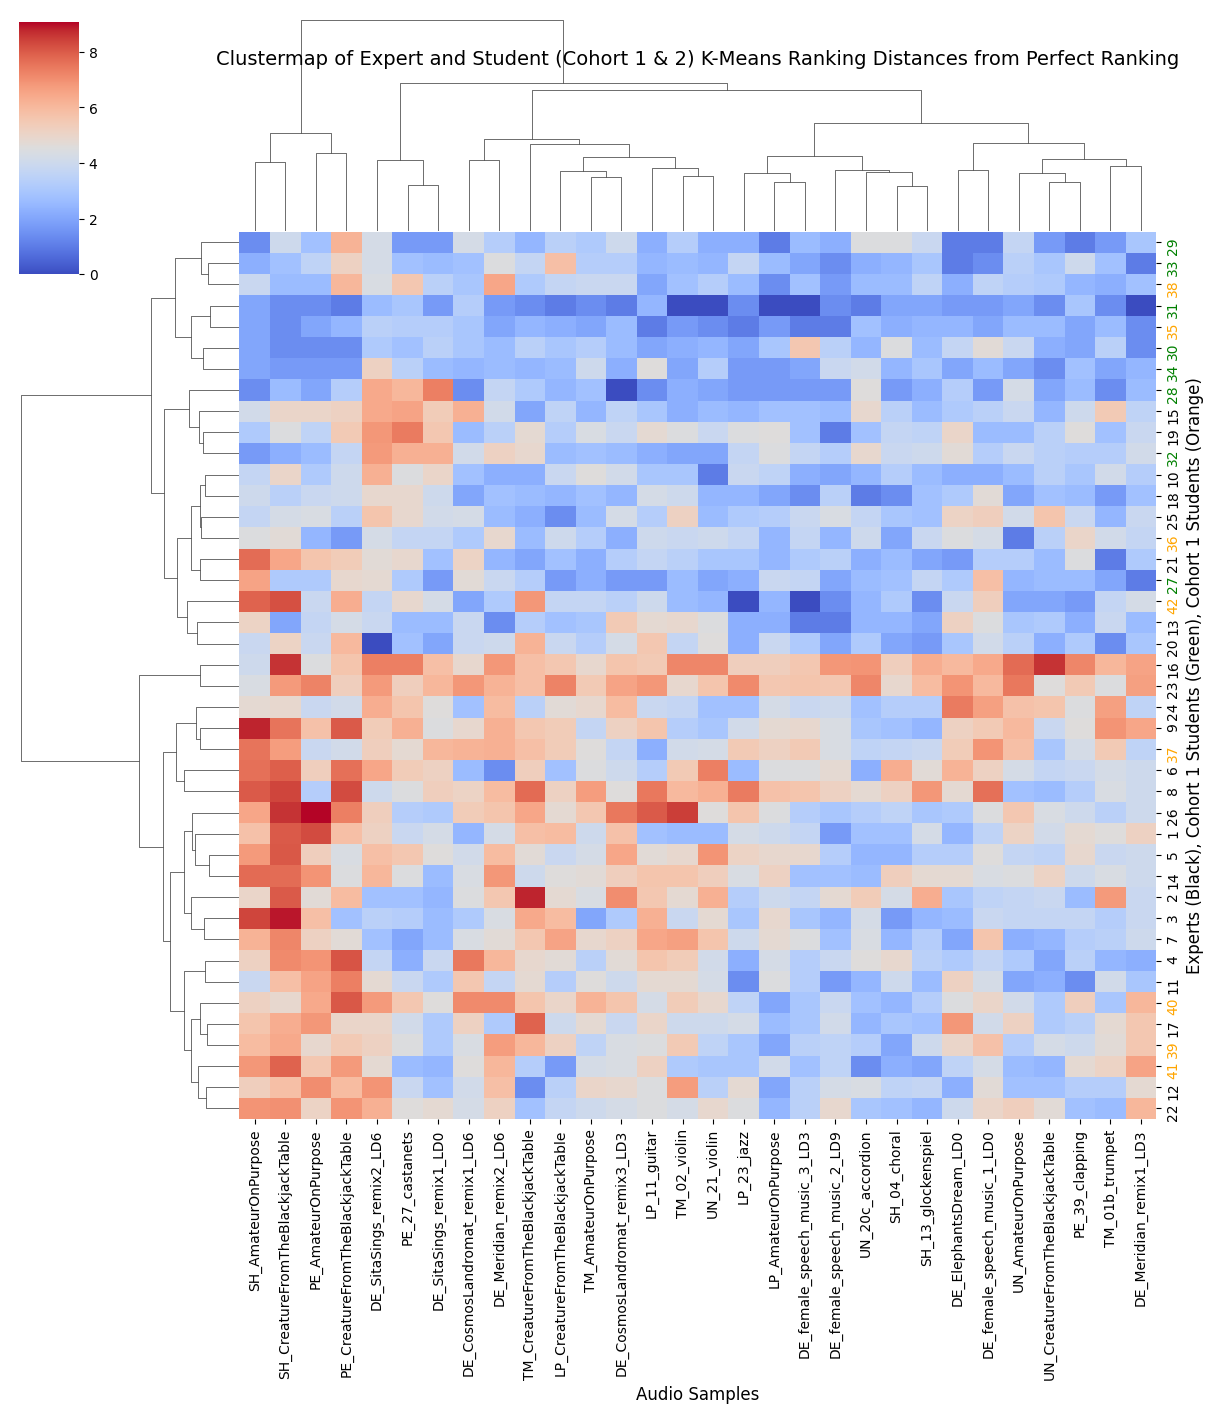 Clustermap of Expert and Student (Cohort 1 & 2) K-Means Ranking Distances from Perfect Ranking
8
6
4
2
0
29
33
38
31
35
30
34
28
15
19
32
10
18
25
36
21
27
42
13
20
16
23
24
9
37
6
8
26
1
5
14
2
3
7
4
11
40
17
39
41
12
22
Experts (Black), Cohort 1 Students (Green), Cohort 1 Students (Orange)
SH_AmateurOnPurpose
SH_CreatureFromTheBlackjackTable
PE_AmateurOnPurpose
PE_CreatureFromTheBlackjackTable
DE_SitaSings_remix2_LD6
PE_27_castanets
DE_SitaSings_remix1_LD0
DE_CosmosLandromat_remix1_LD6
DE_Meridian_remix2_LD6
TM_CreatureFromTheBlackjackTable
LP_CreatureFromTheBlackjackTable
TM_AmateurOnPurpose
DE_CosmosLandromat_remix3_LD3
LP_11_guitar
TM_02_violin
UN_21_violin
LP_23_jazz
LP_AmateurOnPurpose
DE_female_speech_music_3_LD3
DE_female_speech_music_2_LD9
UN_20c_accordion
SH_04_choral
SH_13_glockenspiel
DE_ElephantsDream_LD0
DE_female_speech_music_1_LD0
UN_AmateurOnPurpose
UN_CreatureFromTheBlackjackTable
PE_39_clapping
TM_01b_trumpet
DE_Meridian_remix1_LD3
Audio Samples